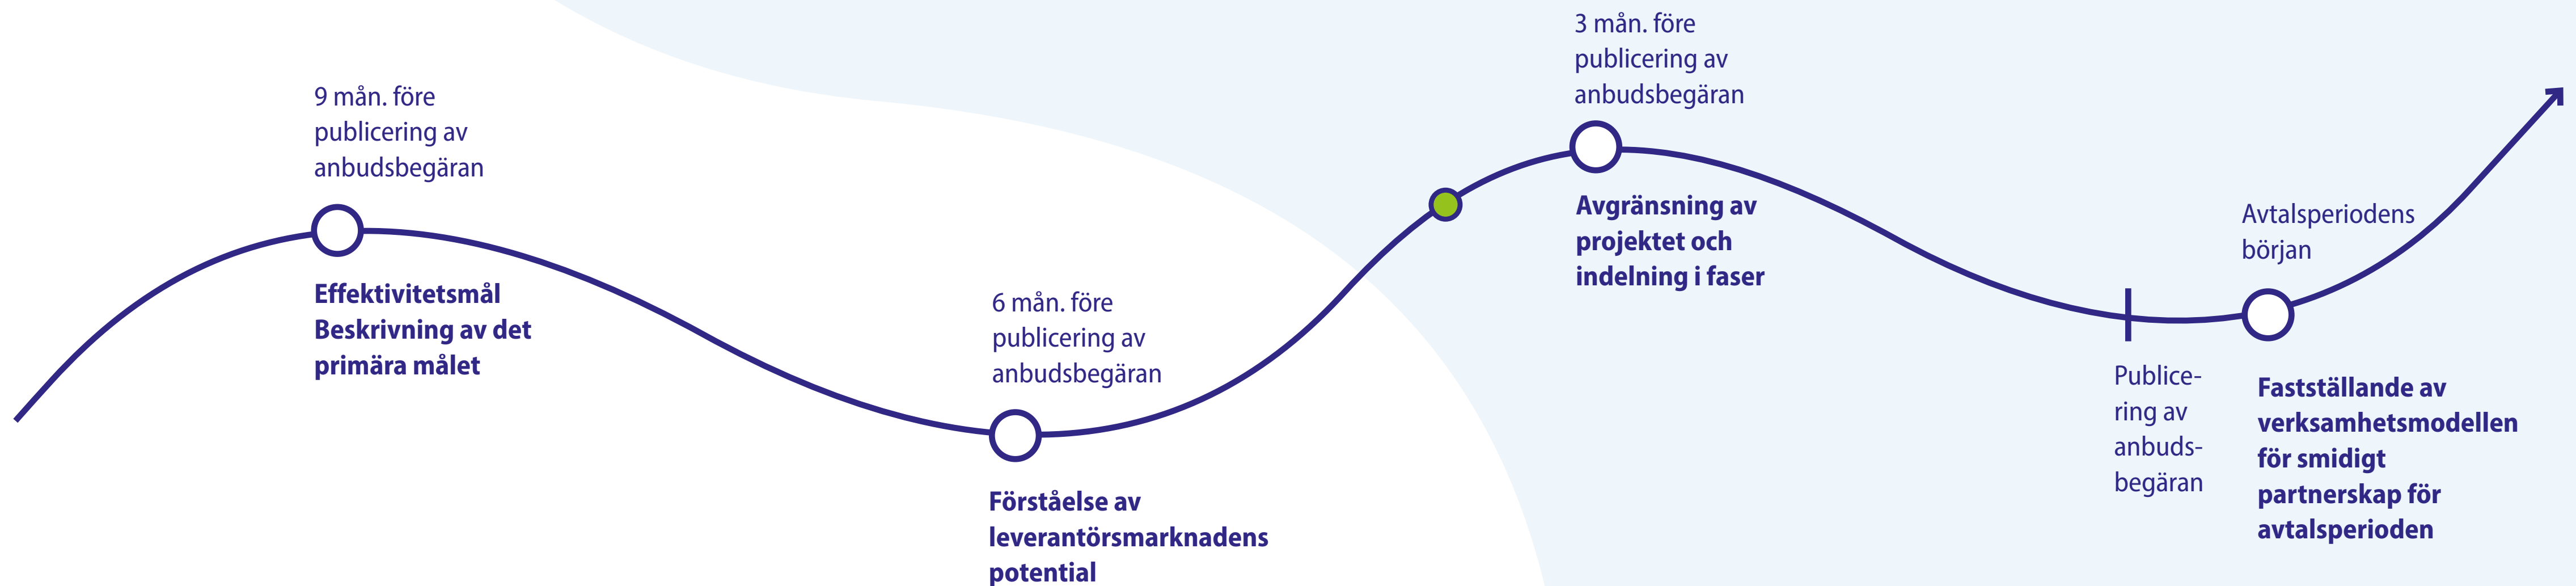 9 mån. före
publicering av
anbudsbegäran
Effektivitetsmål
Beskrivning av det
primära målet
6 mån. före
publicering av
anbudsbegäran
Förståelse av
leverantörsmarknadens
potential
3 mån. före
publicering av
anbudsbegäran
Avgränsning av
projektet och
indelning i faser
Publice-
ring av
anbuds-
begäran
Avtalsperiodens
början
Fastställande av
verksamhetsmodellen
för smidigt
partnerskap för
avtalsperioden